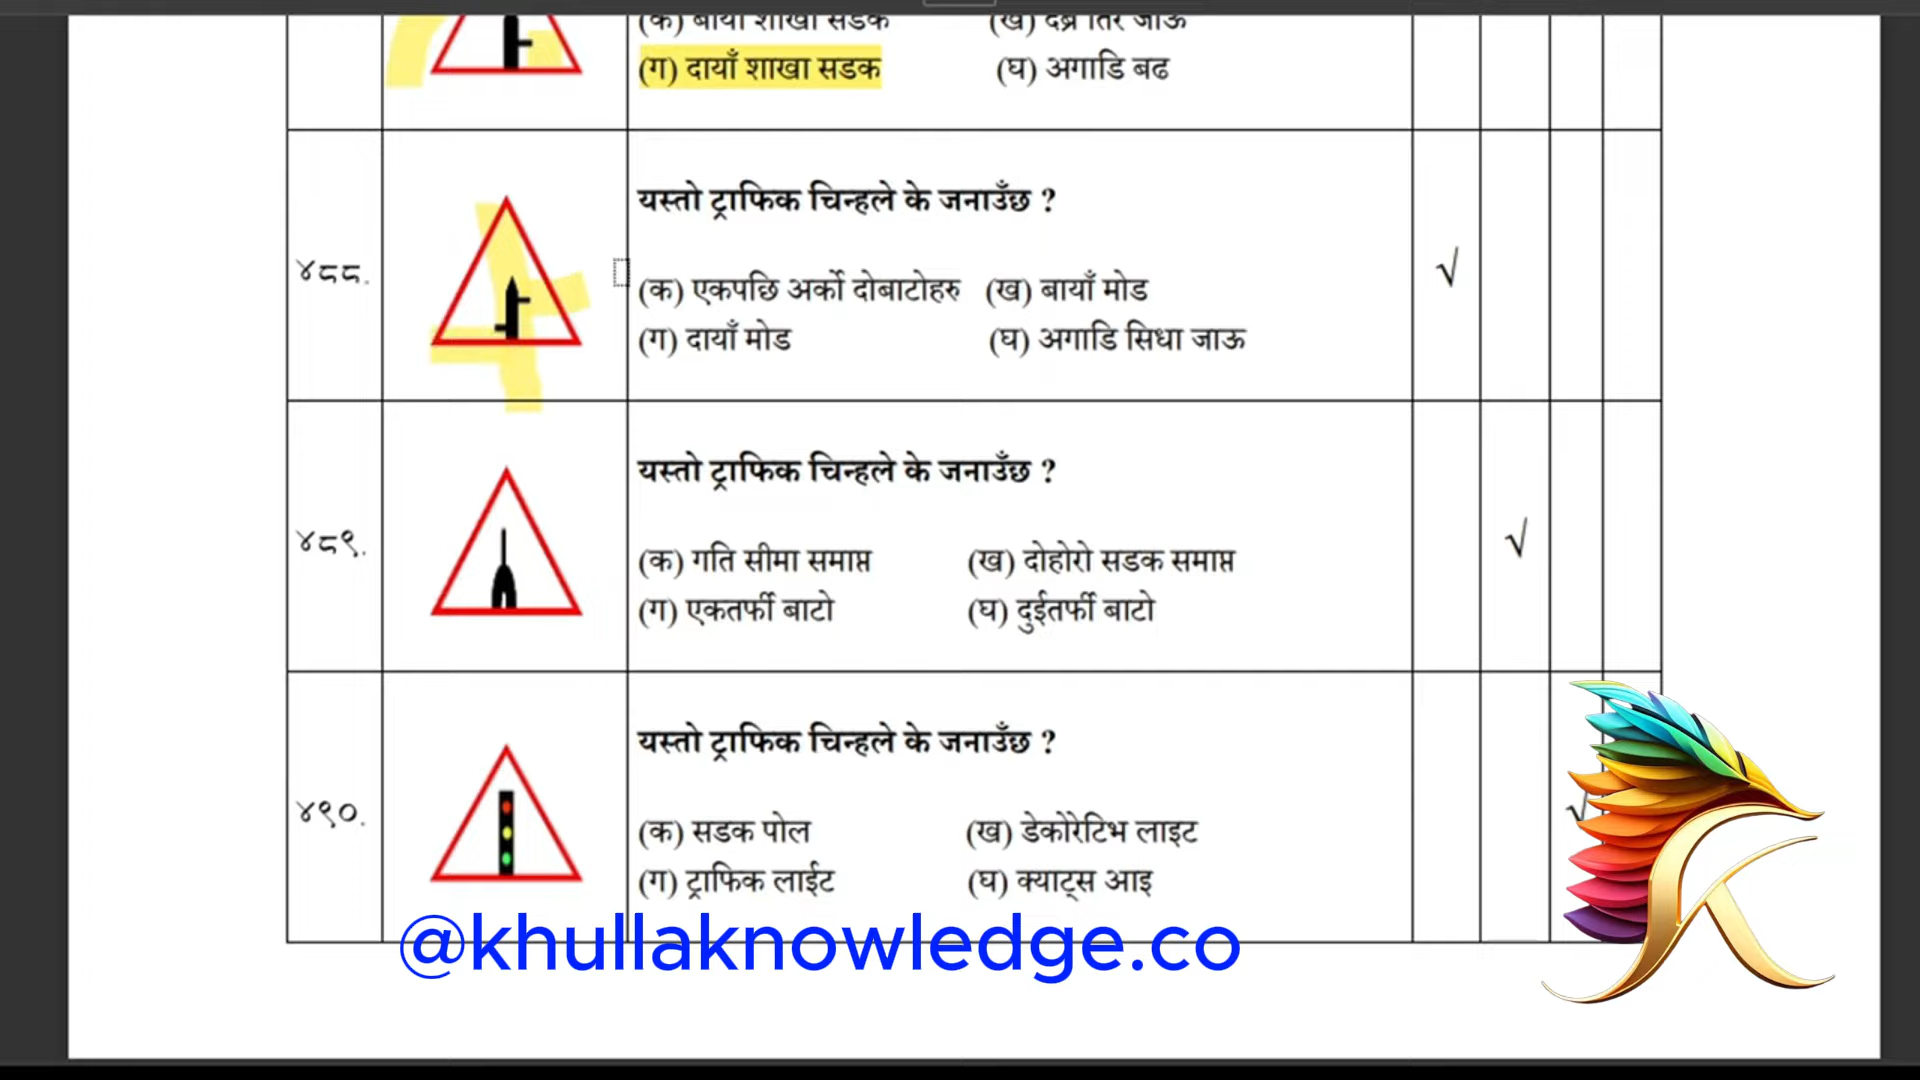 (क) बायाँ शाखा सडक (ख) देब्रे तिर जाऊ
(ग) दायाँ शाखा सडक (घ) अगाडि बढ
४८८.
यस्तो ट्राफिक चिन्हले के जनाउँछ ?
(क) एकपछि अर्को दोबाटोहरु (ख) बायाँ मोड
(ग) दायाँ मोड (घ) अगाडि सिधा जाऊ
√
४८९.
यस्तो ट्राफिक चिन्हले के जनाउँछ ?
(क) गति सीमा समाप्त (ख) दोहोरो सडक समाप्त
(ग) एकतर्फी बाटो (घ) दुईतर्फी बाटो
√
४९०.
यस्तो ट्राफिक चिन्हले के जनाउँछ ?
(क) सडक पोल (ख) डेकोरेटिभ लाइट
(ग) ट्राफिक लाईट (घ) क्याट्स आइ
√
@khullaknowledge.co